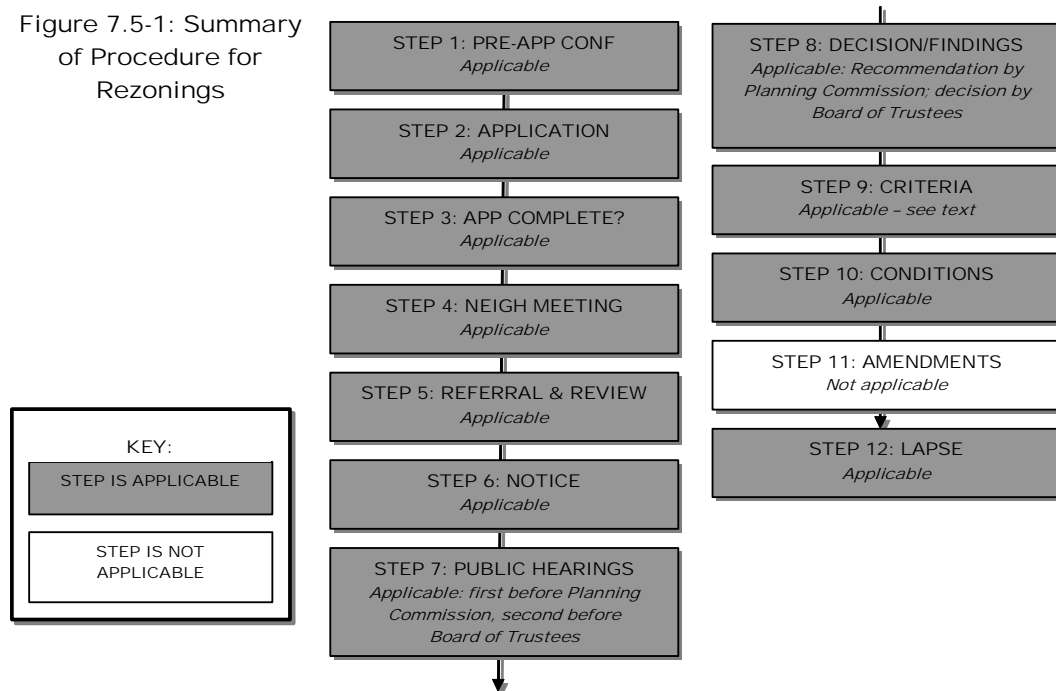 Figure 7.5-1: Summary
of Procedure for
Rezonings
STEP 1: PRE-APP CONF
Applicable
STEP 2: APPLICATION
Applicable
STEP 3: APP COMPLETE?
Applicable
STEP 4: NEIGH MEETING
Applicable
STEP 5: REFERRAL & REVIEW
Applicable
STEP 6: NOTICE
Applicable
STEP 7: PUBLIC HEARINGS
Applicable: first before Planning
Commission, second before
Board of Trustees
STEP 8: DECISION/FINDINGS
Applicable: Recommendation by
Planning Commission; decision by
Board of Trustees
STEP 9: CRITERIA
Applicable – see text
STEP 10: CONDITIONS
Applicable
STEP 11: AMENDMENTS
Not applicable
STEP 12: LAPSE
Applicable
KEY:
STEP IS APPLICABLE
STEP IS NOT
APPLICABLE